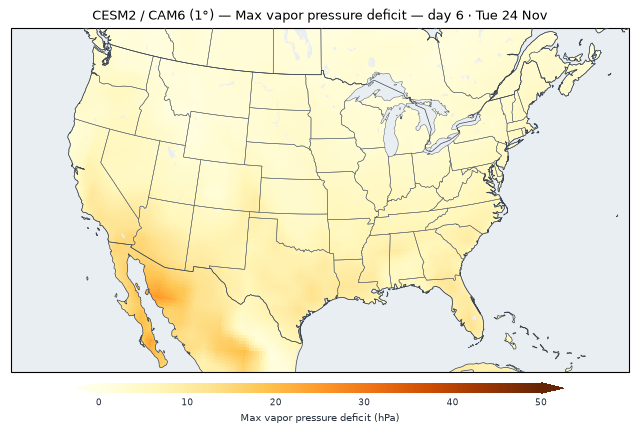 CESM2 / CAM6 (1°) — Max vapor pressure deficit — day 6 · Tue 24 Nov
0 10 20 30 40 50
Max vapor pressure deficit (hPa)